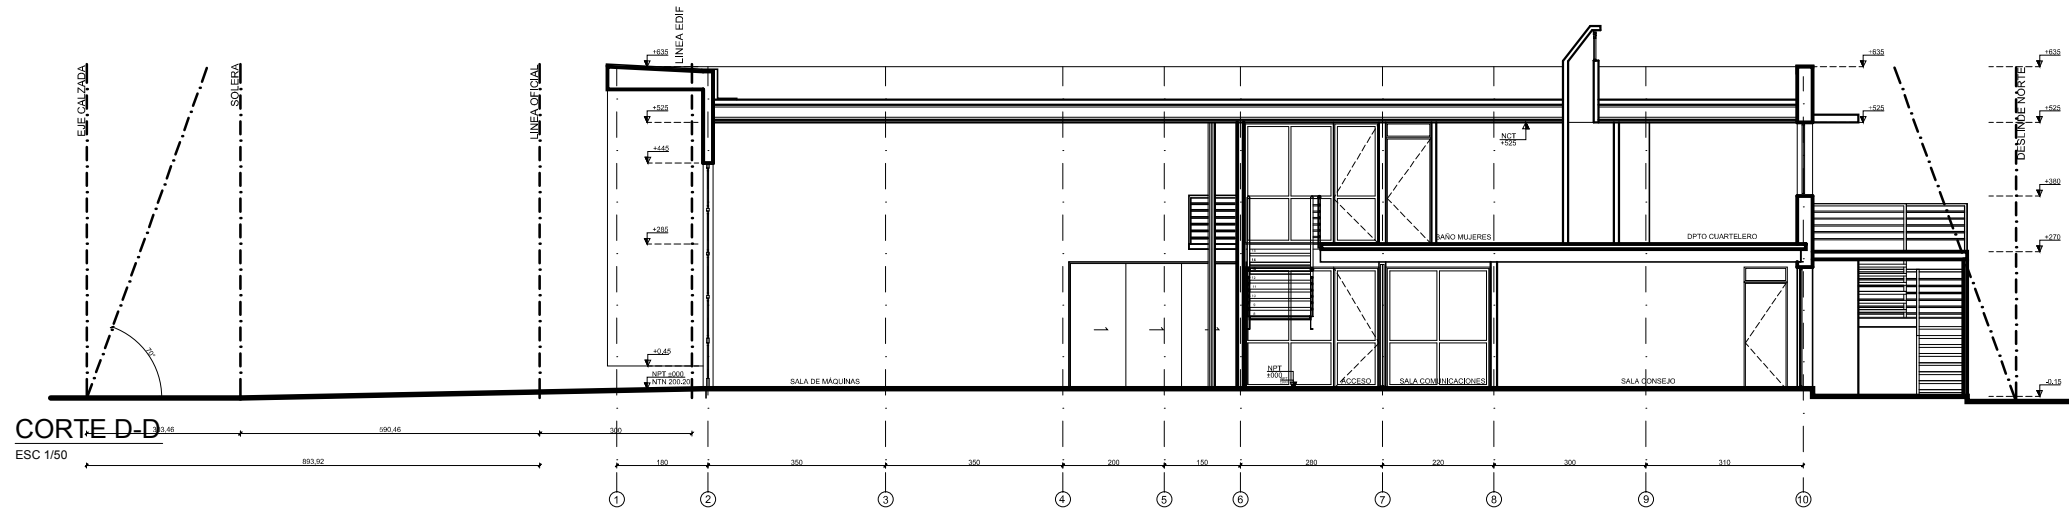 EJE CALZADA
SOLERA
LINEA OFICIAL
LINEA EDIF
+635
+525
+445
+285
+0,45
NPT ±000
NTN 200.20
70°
SALA DE MÁQUINAS
NCT
+525
BAÑO MUJERES
DPTO CUARTELERO
NPT
±000
ACCESO
SALA COMUNICACIONES
SALA CONSEJO
+635
+525
DESLINDE NORTE
+635
+525
+380
+270
-0,15
CORTE D-D
ESC 1/50
590,46
300
893,92
180
350
350
200
150
280
220
300
310
1
2
3
4
5
6
7
8
9
10